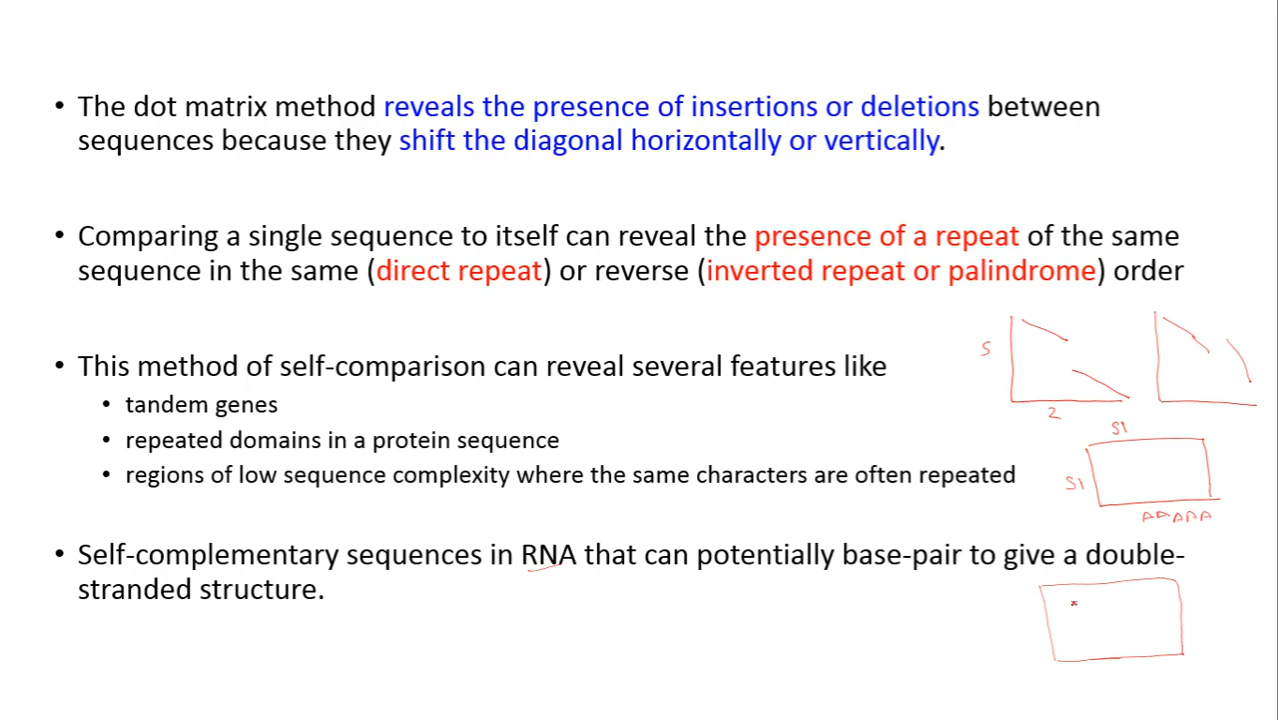 • The dot matrix method reveals the presence of insertions or deletions between
sequences because they shift the diagonal horizontally or vertically.
• Comparing a single sequence to itself can reveal the presence of a repeat of the same
sequence in the same (direct repeat) or reverse (inverted repeat or palindrome) order
• This method of self-comparison can reveal several features like
• tandem genes
• repeated domains in a protein sequence
• regions of low sequence complexity where the same characters are often repeated
• Self-complementary sequences in RNA that can potentially base-pair to give a double-
stranded structure.
S
2
S1
S1
AAAAA
*